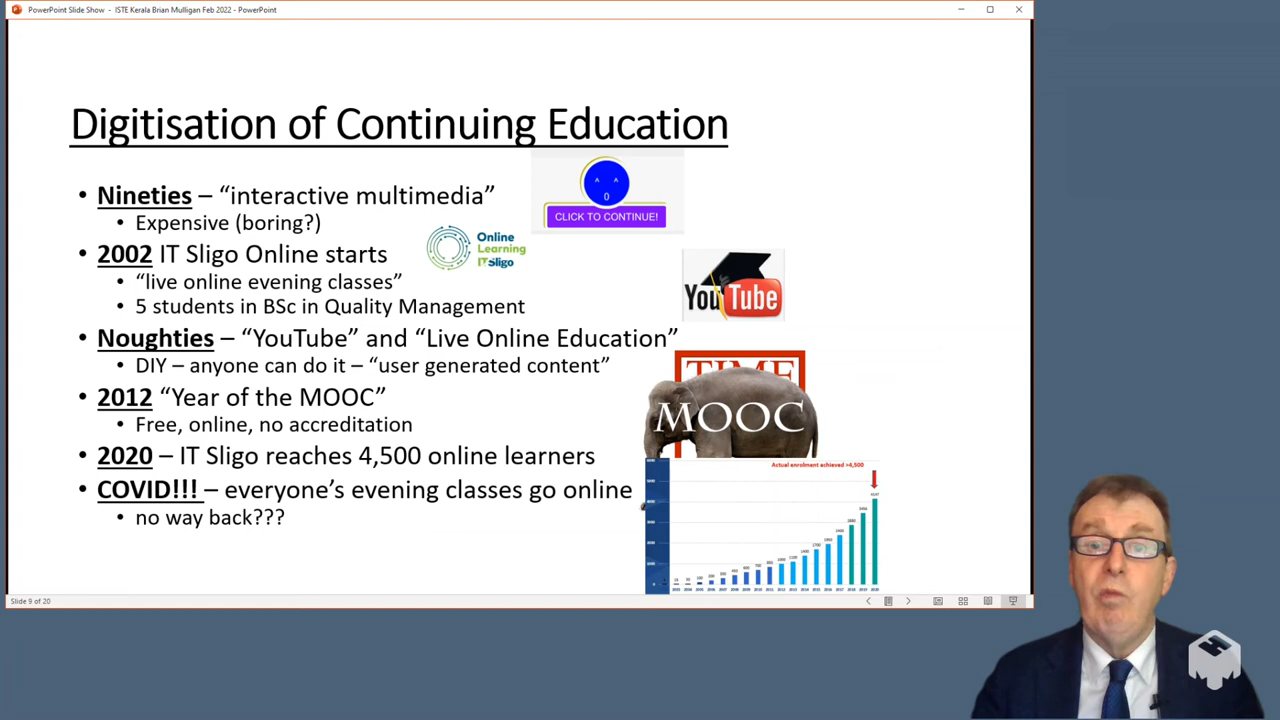 PowerPoint Slide Show - ISTE Kerala Brian Mulligan Feb 2022 - PowerPoint
Digitisation of Continuing Education
• Nineties – “interactive multimedia”
• Expensive (boring?)
0
CLICK TO CONTINUE!
• 2002 IT Sligo Online starts
Online
Learning
IT Sligo
• “live online evening classes”
• 5 students in BSc in Quality Management
YouTube
• Noughties – “YouTube” and “Live Online Education”
• DIY – anyone can do it – “user generated content”
TIME
• 2012 “Year of the MOOC”
MOOC
• Free, online, no accreditation
• 2020 – IT Sligo reaches 4,500 online learners
Actual enrolment achieved >4,500
• COVID!!! – everyone’s evening classes go online
• no way back???
Slide 9 of 20